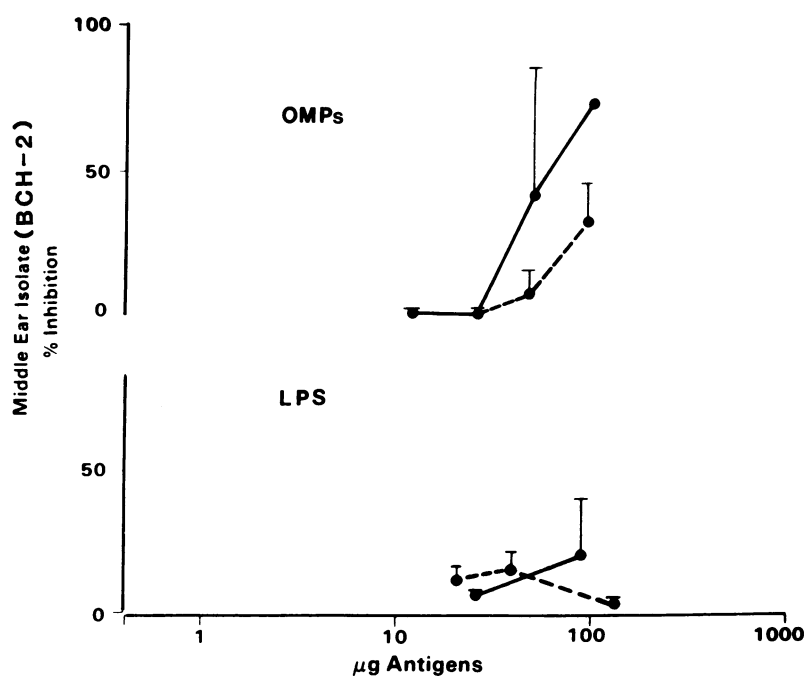 Middle Ear Isolate (BCH-2)
% Inhibition
100
OMPs
50
0
LPS
50
0
1
10
100
1000
µg Antigens